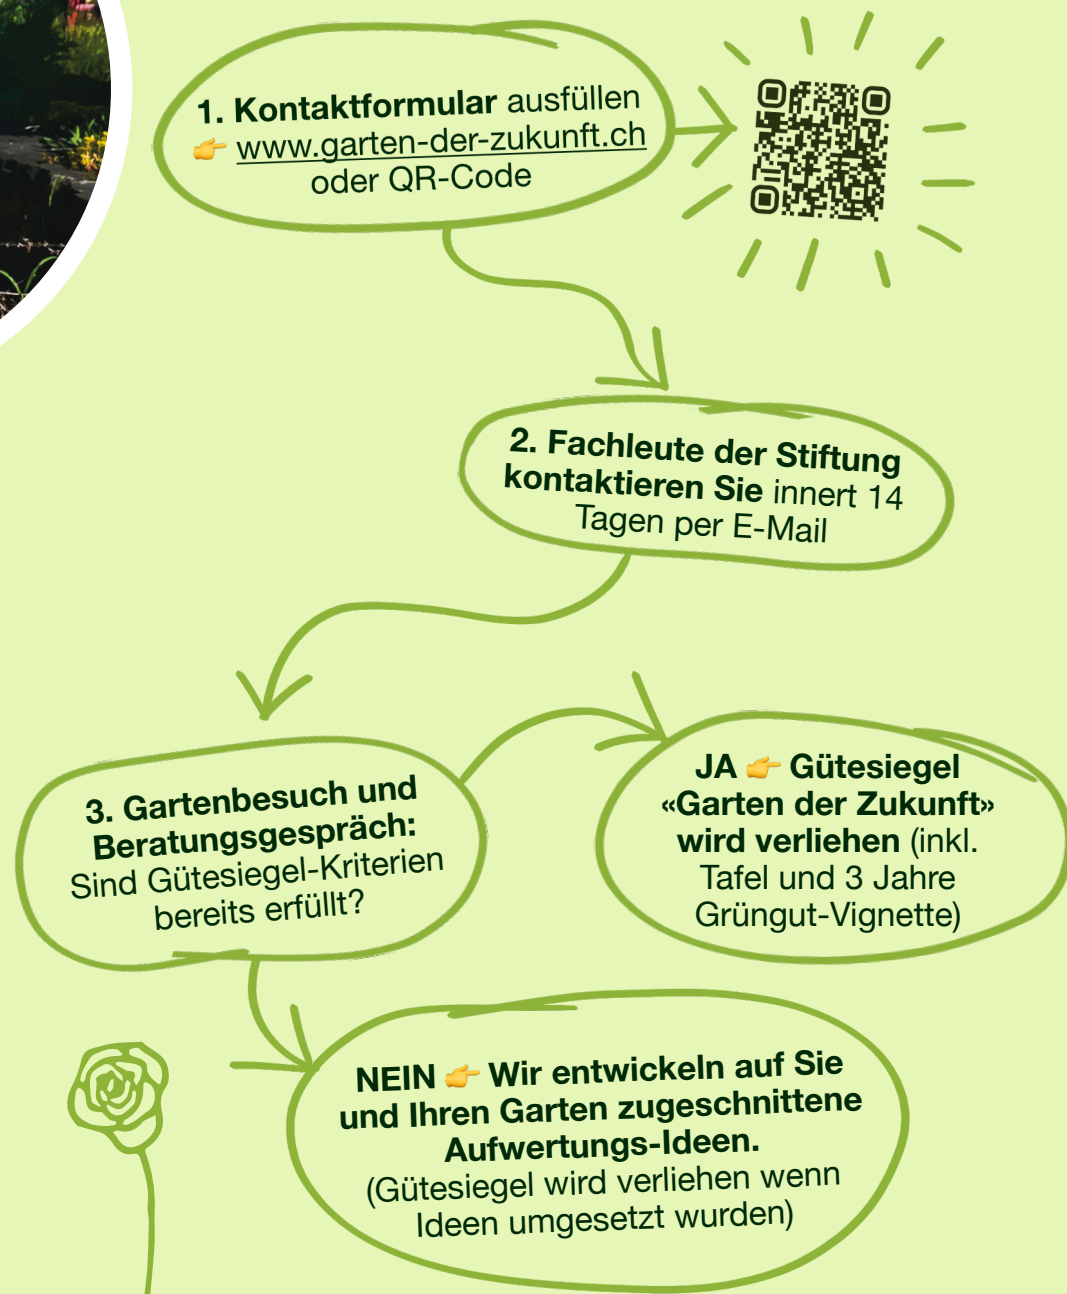 1. Kontaktformular ausfüllen
👉 www.garten-der-zukunft.ch
oder QR-Code
2. Fachleute der Stiftung
kontaktieren Sie innert 14
Tagen per E-Mail
3. Gartenbesuch und
Beratungsgespräch:
Sind Gütesiegel-Kriterien
bereits erfüllt?
JA 👉 Gütesiegel
«Garten der Zukunft»
wird verliehen (inkl.
Tafel und 3 Jahre
Grüngut-Vignette)
NEIN 👉 Wir entwickeln auf Sie
und Ihren Garten zugeschnittene
Aufwertungs-Ideen.
(Gütesiegel wird verliehen wenn
Ideen umgesetzt wurden)